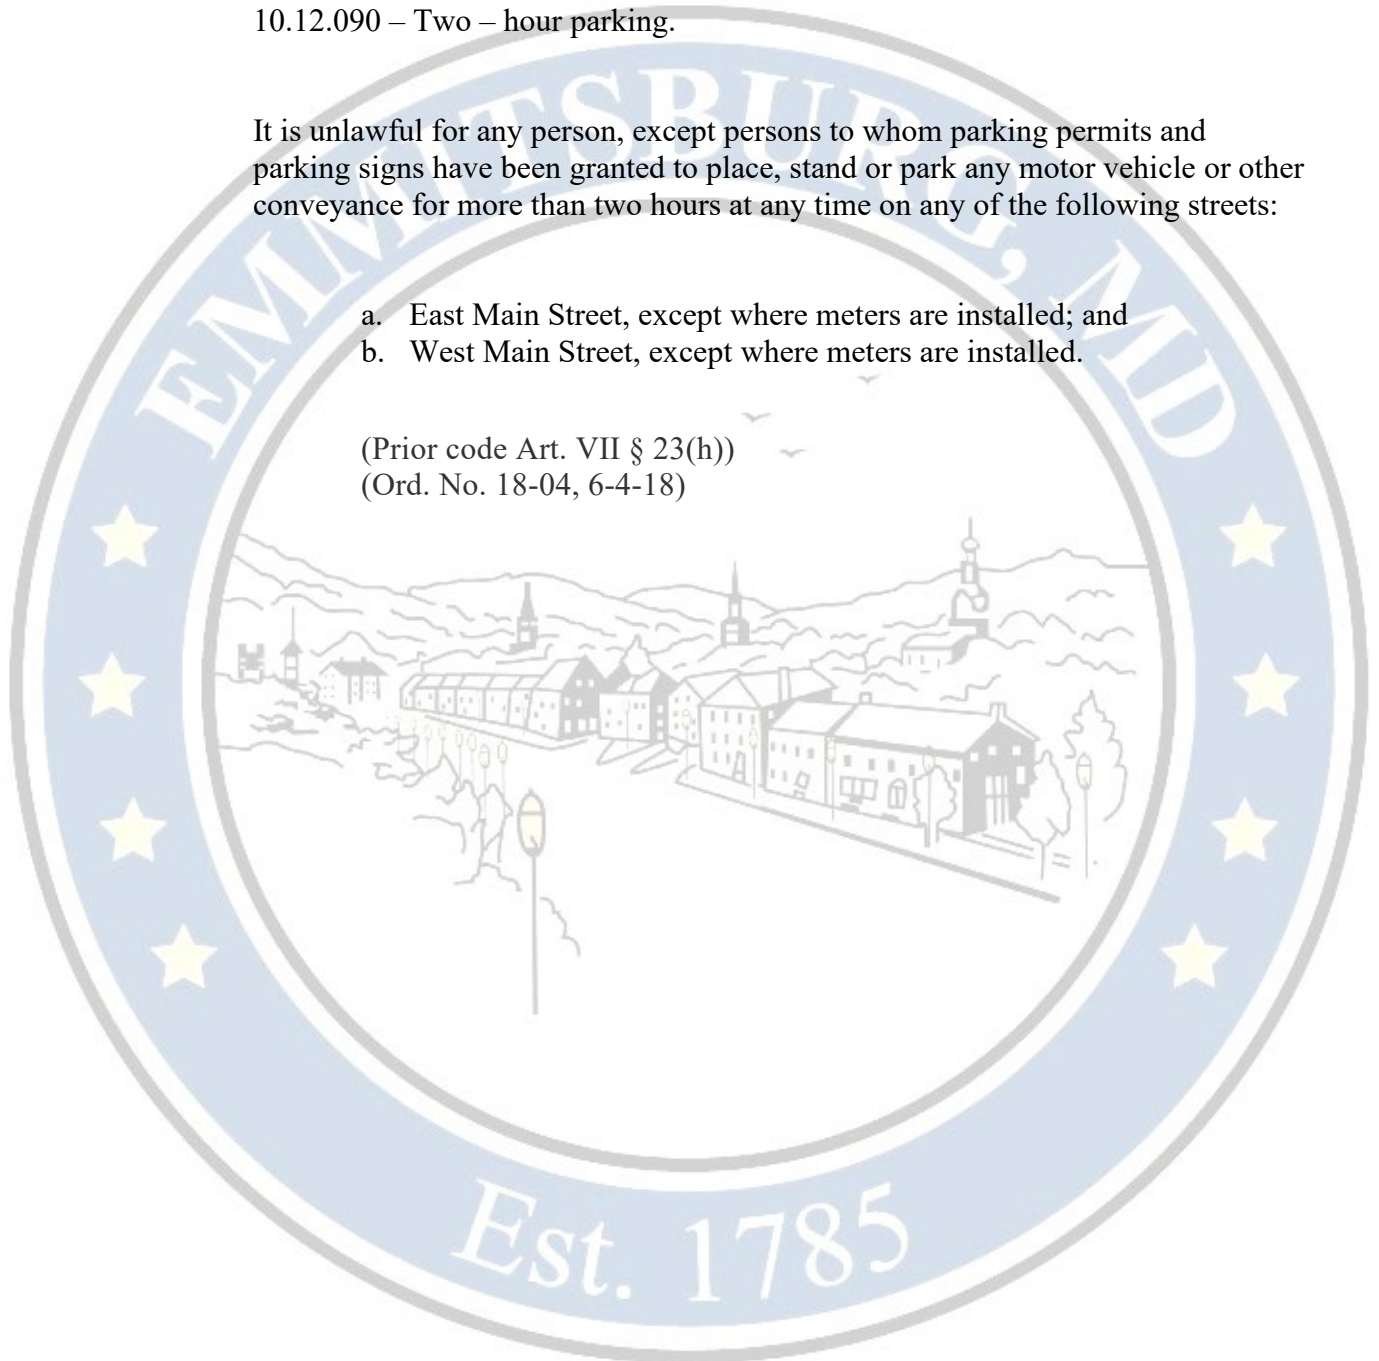 10.12.090 – Two – hour parking.
It is unlawful for any person, except persons to whom parking permits and
parking signs have been granted to place, stand or park any motor vehicle or other
conveyance for more than two hours at any time on any of the following streets:
a. East Main Street, except where meters are installed; and
b. West Main Street, except where meters are installed.
(Prior code Art. VII § 23(h))
(Ord. No. 18-04, 6-4-18)
EMMITSBURG, MD
Est. 1785